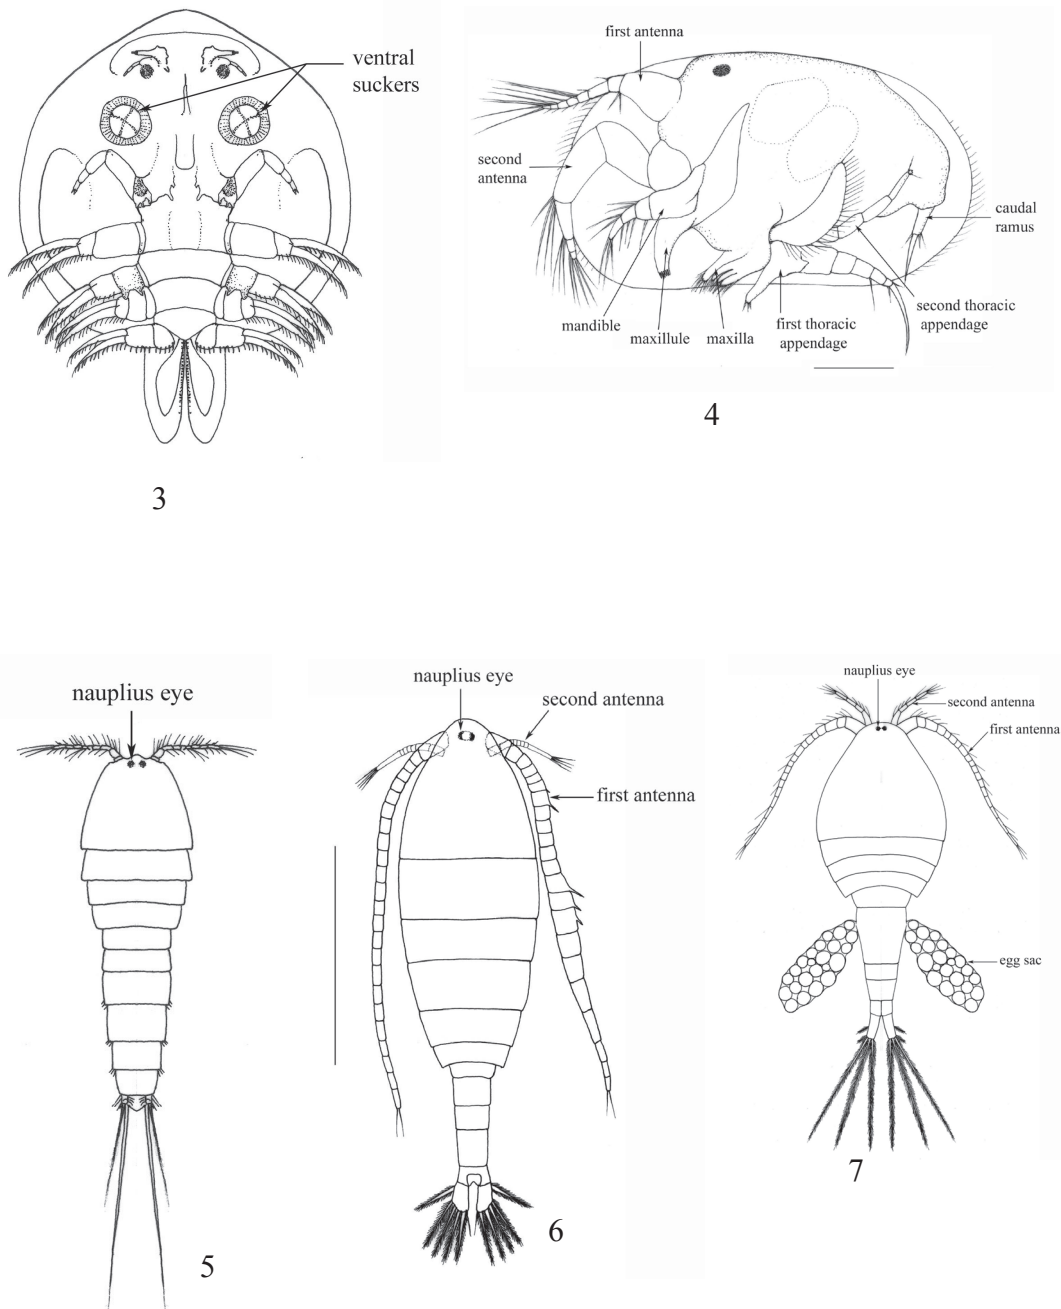 ventral
suckers
3
first antenna
second
antenna
mandible
maxillule
maxilla
first thoracic
appendage
second thoracic
appendage
caudal
ramus
4
nauplius eye
5
nauplius eye
second antenna
first antenna
6
nauplius eye
second antenna
first antenna
egg sac
7